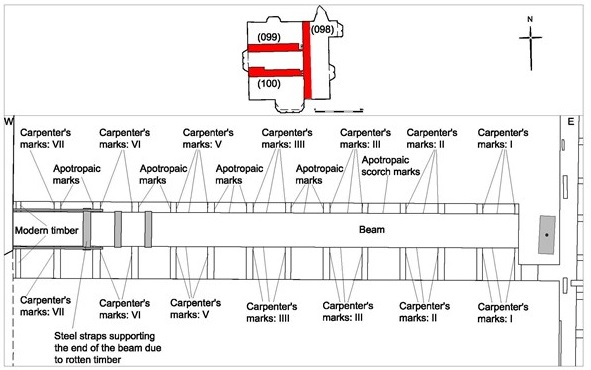 (098)
(099)
(100)
N
W
E
Carpenter's
marks: VII
Carpenter's
marks: VI
Carpenter's
marks: V
Carpenter's
marks: IIII
Carpenter's
marks: III
Carpenter's
marks: II
Carpenter's
marks: I
Apotropaic
marks
Apotropaic
marks
Apotropaic
marks
Apotropaic
marks
Apotropaic
scorch marks
Modern timber
Beam
Carpenter's
marks: VII
Carpenter's
marks: VI
Carpenter's
marks: V
Carpenter's
marks: IIII
Carpenter's
marks: III
Carpenter's
marks: II
Carpenter's
marks: I
Steel straps supporting
the end of the beam due
to rotten timber